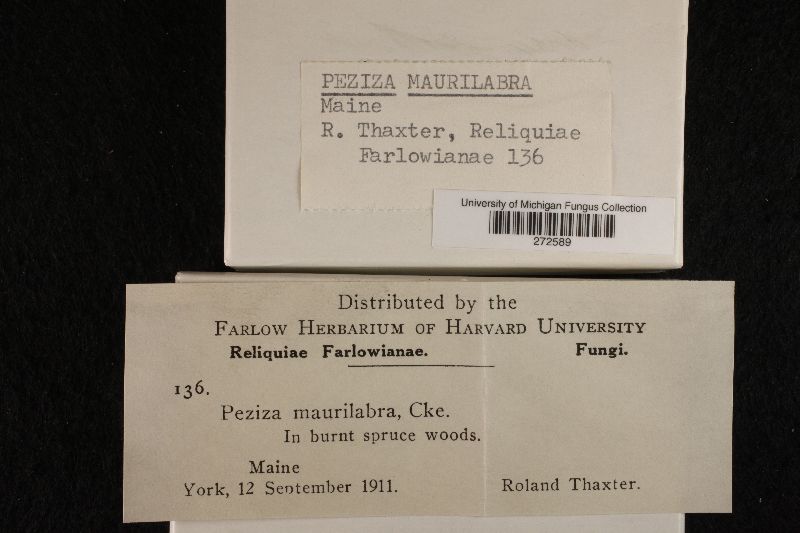 PEZIZA MAURILABRA
Maine
R. Thaxter, Reliquiae
Farlowianae 136
University of Michigan Fungus Collection
272589
Distributed by the
FARLOW HERBARIUM OF HARVARD UNIVERSITY
Reliquiae Farlowianae. Fungi.
136.
Peziza maurilabra, Cke.
In burnt spruce woods.
Maine
York, 12 September 1911. Roland Thaxter.